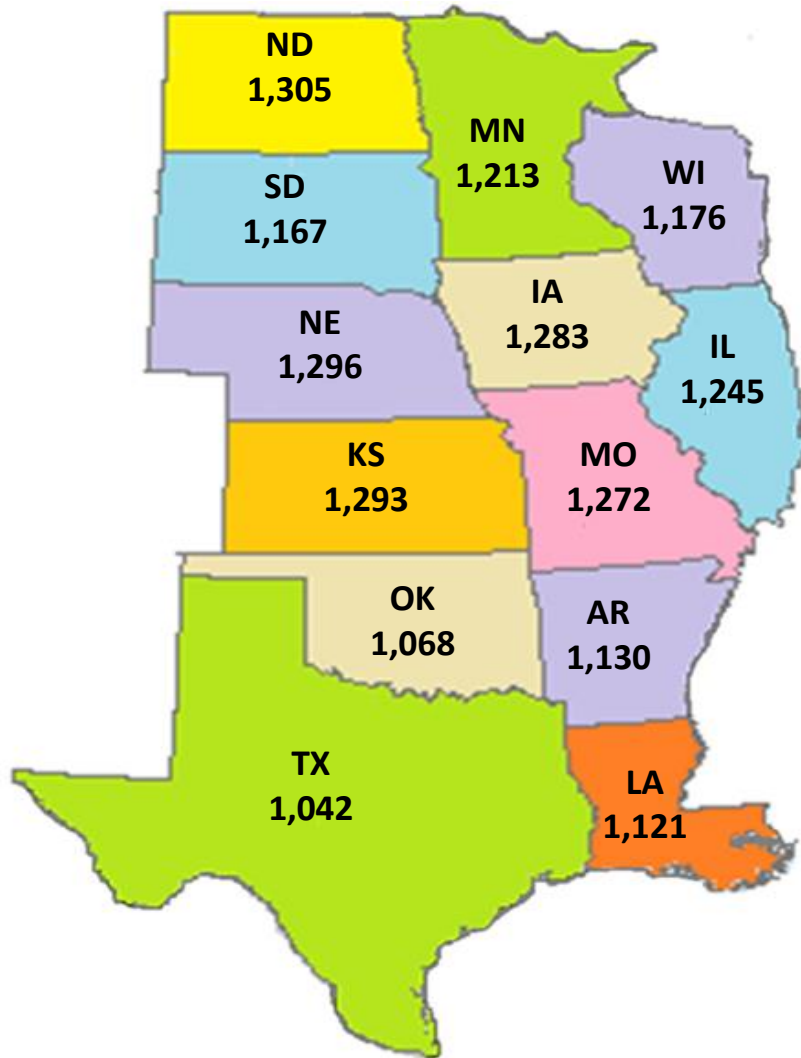 ND
1,305
MN
1,213
WI
1,176
SD
1,167
IA
1,283
NE
1,296
IL
1,245
KS
1,293
MO
1,272
OK
1,068
AR
1,130
TX
1,042
LA
1,121